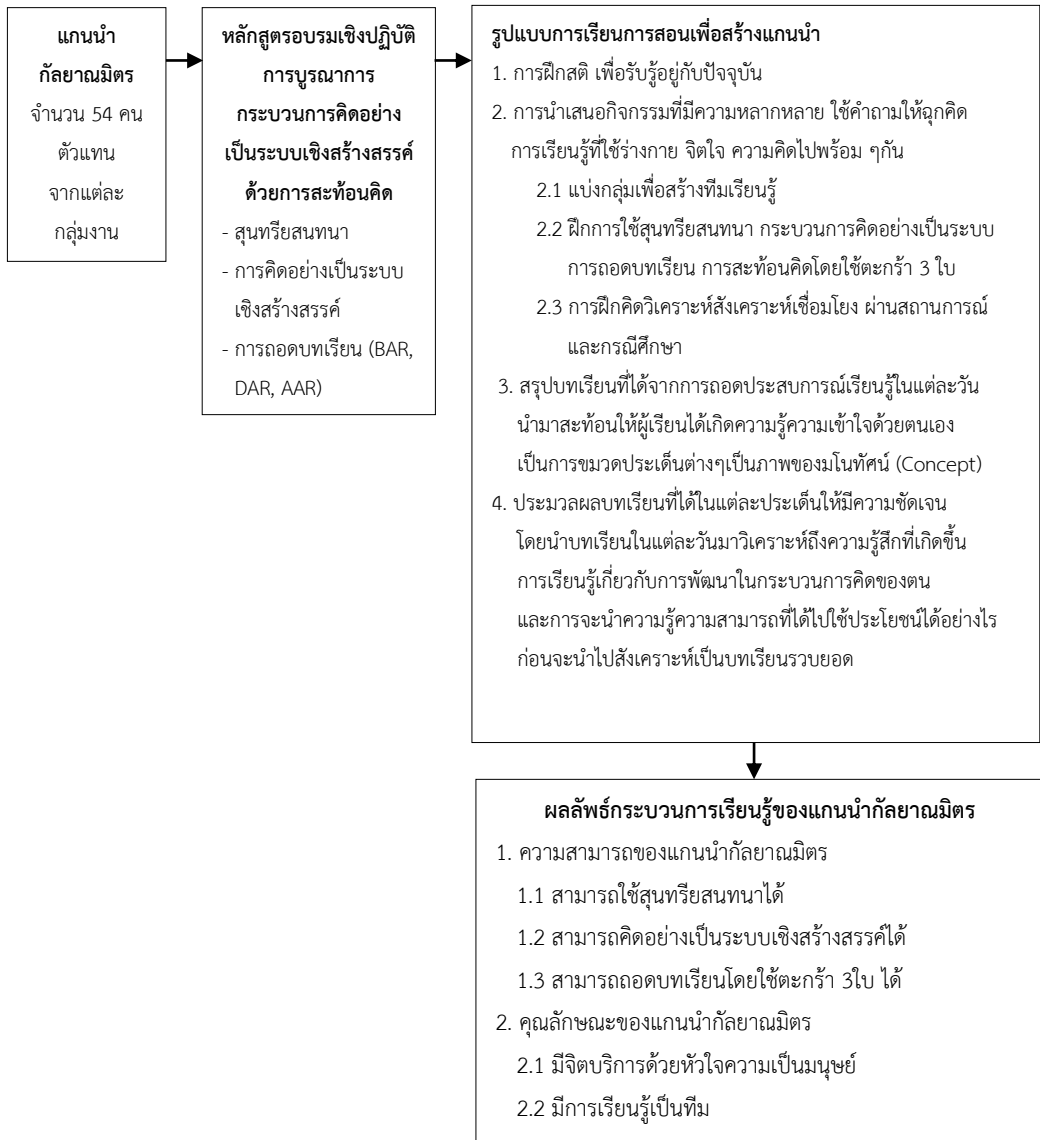 แกนนำ
กัลยาณมิตร
จำนวน 54 คน
ตัวแทน
จากแต่ละ
กลุ่มงาน
หลักสูตรอบรมเชิงปฏิบัติ
การบูรณาการ
กระบวนการคิดอย่าง
เป็นระบบเชิงสร้างสรรค์
ด้วยการสะท้อนคิด
- สุนทรียสนทนา
- การคิดอย่างเป็นระบบ
เชิงสร้างสรรค์
- การถอดบทเรียน (BAR,
DAR, AAR)
รูปแบบการเรียนการสอนเพื่อสร้างแกนนำ
1. การฝึกสติ เพื่อรับรู้อยู่กับปัจจุบัน
2. การนำเสนอกิจกรรมที่มีความหลากหลาย ใช้คำถามให้ฉุกคิด
การเรียนรู้ที่ใช้ร่างกาย จิตใจ ความคิดไปพร้อม ๆกัน
2.1 แบ่งกลุ่มเพื่อสร้างทีมเรียนรู้
2.2 ฝึกการใช้สุนทรียสนทนา กระบวนการคิดอย่างเป็นระบบ
การถอดบทเรียน การสะท้อนคิดโดยใช้ตะกร้า 3 ใบ
2.3 การฝึกคิดวิเคราะห์สังเคราะห์เชื่อมโยง ผ่านสถานการณ์
และกรณีศึกษา
3. สรุปบทเรียนที่ได้จากการถอดประสบการณ์เรียนรู้ในแต่ละวัน
นำมาสะท้อนให้ผู้เรียนได้เกิดความรู้ความเข้าใจด้วยตนเอง
เป็นการขมวดประเด็นต่างๆเป็นภาพของมโนทัศน์ (Concept)
4. ประมวลผลบทเรียนที่ได้ในแต่ละประเด็นให้มีความชัดเจน
โดยนำบทเรียนในแต่ละวันมาวิเคราะห์ถึงความรู้สึกที่เกิดขึ้น
การเรียนรู้เกี่ยวกับการพัฒนาในกระบวนการคิดของตน
และการจะนำความรู้ความสามารถที่ได้ไปใช้ประโยชน์ได้อย่างไร
ก่อนจะนำไปสังเคราะห์เป็นบทเรียนรวบยอด
ผลลัพธ์กระบวนการเรียนรู้ของแกนนำกัลยาณมิตร
1. ความสามารถของแกนนำกัลยาณมิตร
1.1 สามารถใช้สุนทรียสนทนาได้
1.2 สามารถคิดอย่างเป็นระบบเชิงสร้างสรรค์ได้
1.3 สามารถถอดบทเรียนโดยใช้ตะกร้า 3ใบ ได้
2. คุณลักษณะของแกนนำกัลยาณมิตร
2.1 มีจิตบริการด้วยหัวใจความเป็นมนุษย์
2.2 มีการเรียนรู้เป็นทีม